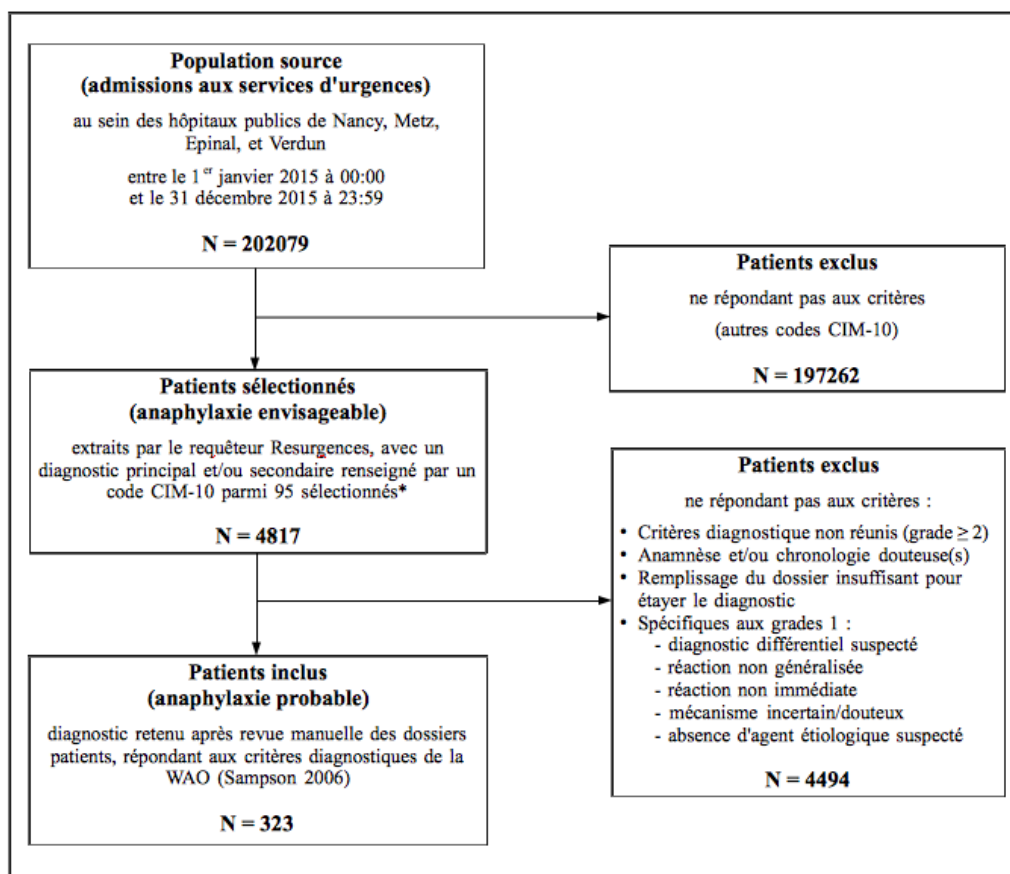 Population source
(admissions aux services d'urgences)
au sein des hôpitaux publics de Nancy, Metz,
Epinal, et Verdun
entre le 1er janvier 2015 à 00:00
et le 31 décembre 2015 à 23:59
N = 202079
Patients exclus
ne répondant pas aux critères
(autres codes CIM-10)
N = 197262
Patients sélectionnés
(anaphylaxie envisageable)
extraits par le requêteur Resurgences, avec un
diagnostic principal et/ou secondaire renseigné par un
code CIM-10 parmi 95 sélectionnés*
N = 4817
Patients exclus
ne répondant pas aux critères :
• Critères diagnostique non réunis (grade ≥ 2)
• Anamnèse et/ou chronologie douteuse(s)
• Remplissage du dossier insuffisant pour
étayer le diagnostic
• Spécifiques aux grades 1 :
- diagnostic différentiel suspecté
- réaction non généralisée
- réaction non immédiate
- mécanisme incertain/douteux
- absence d'agent étiologique suspecté
N = 4494
Patients inclus
(anaphylaxie probable)
diagnostic retenu après revue manuelle des dossiers
patients, répondant aux critères diagnostiques de la
WAO (Sampson 2006)
N = 323